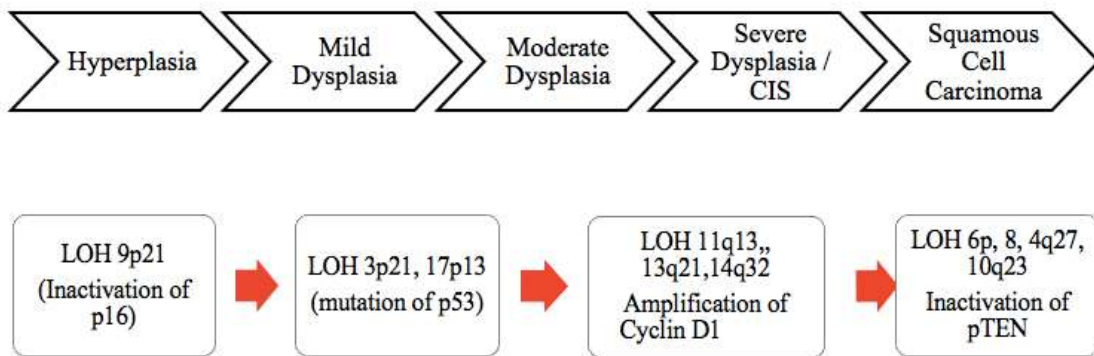 Hyperplasia
Mild
Dysplasia
Moderate
Dysplasia
Severe
Dysplasia /
CIS
Squamous
Cell
Carcinoma
LOH 9p21
(Inactivation of
p16)
LOH 3p21, 17p13
(mutation of p53)
LOH 11q13,,
13q21,14q32
Amplification of
Cyclin D1
LOH 6p, 8, 4q27,
10q23
Inactivation of
pTEN